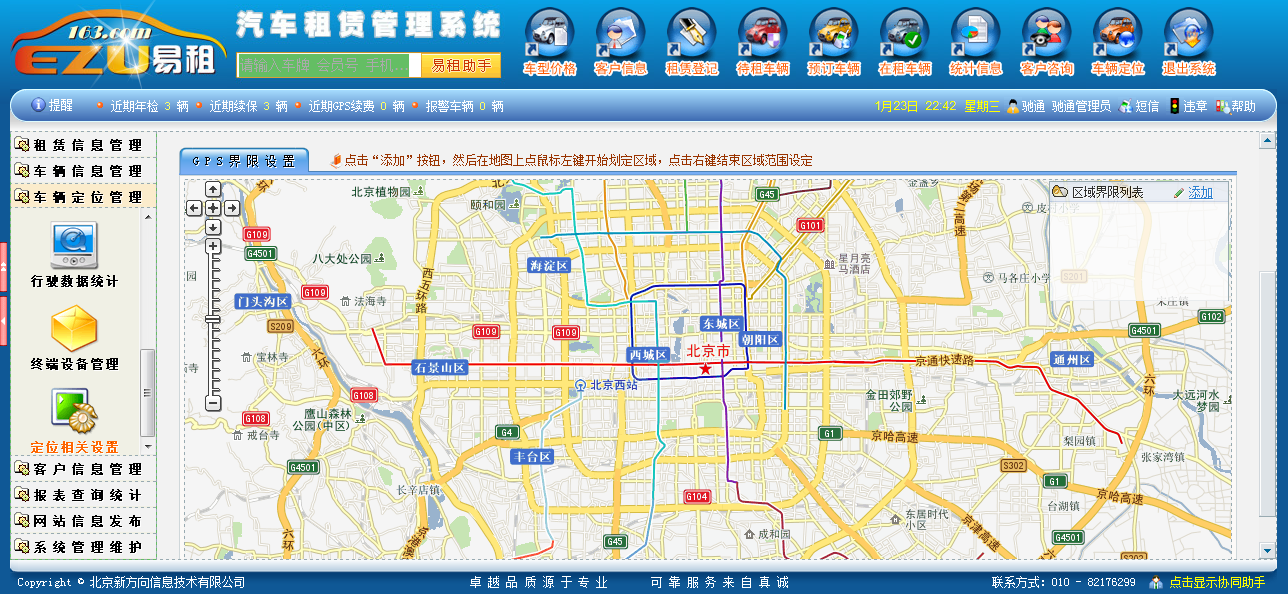 163.com
EZU易租
汽车租赁管理系统
请输入车牌 会员号 手机...
易租助手
车型价格 客户信息 租赁登记 待租车辆 预订车辆 在租车辆 统计信息 客户咨询 车辆定位 退出系统
提醒 近期年检 3 辆 近期续保 3 辆 近期GPS续费 0 辆 报警车辆 0 辆
1月23日 22:42 星期三 驰通 驰通管理员 短信 违章 帮助
租赁信息管理
车辆信息管理
车辆定位管理
行驶数据统计
终端设备管理
定位相关设置
客户信息管理
报表查询统计
网站信息发布
系统管理维护
GPS界限设置
点击“添加”按钮，然后在地图上点鼠标左键开始划定区域，点击右键结束区域范围设定
区域界限列表 添加
北京植物园
颐和园
G45
G101
第二高速
G109
G4501
海淀区
八大处公园
星月亮
马酒店
马各庄小学
S201
西五环路
门头沟区
G109
法海寺
G102
S209
G109
G109
东城区
朝阳区
G4501
六环
宝林寺
西城区
北京市
京通快速路
通州区
石景山区
北京西站
G108
金田郊野
公园
六环
大远河水
梦园
G108
鹰山森林
公园(中区)
戒台寺
G4
G1
京哈高速
梨园镇
G4501
丰台区
S302
张家湾镇
G1
长辛店镇
G104
京哈高速
台湖镇
东居时代
小区
京津高速
六环
成和园
G45
G4501
S302
Copyright © 北京新方向信息技术有限公司
卓越品质源于专业 可靠服务来自真诚
联系方式: 010 - 82176299 点击显示协同助手